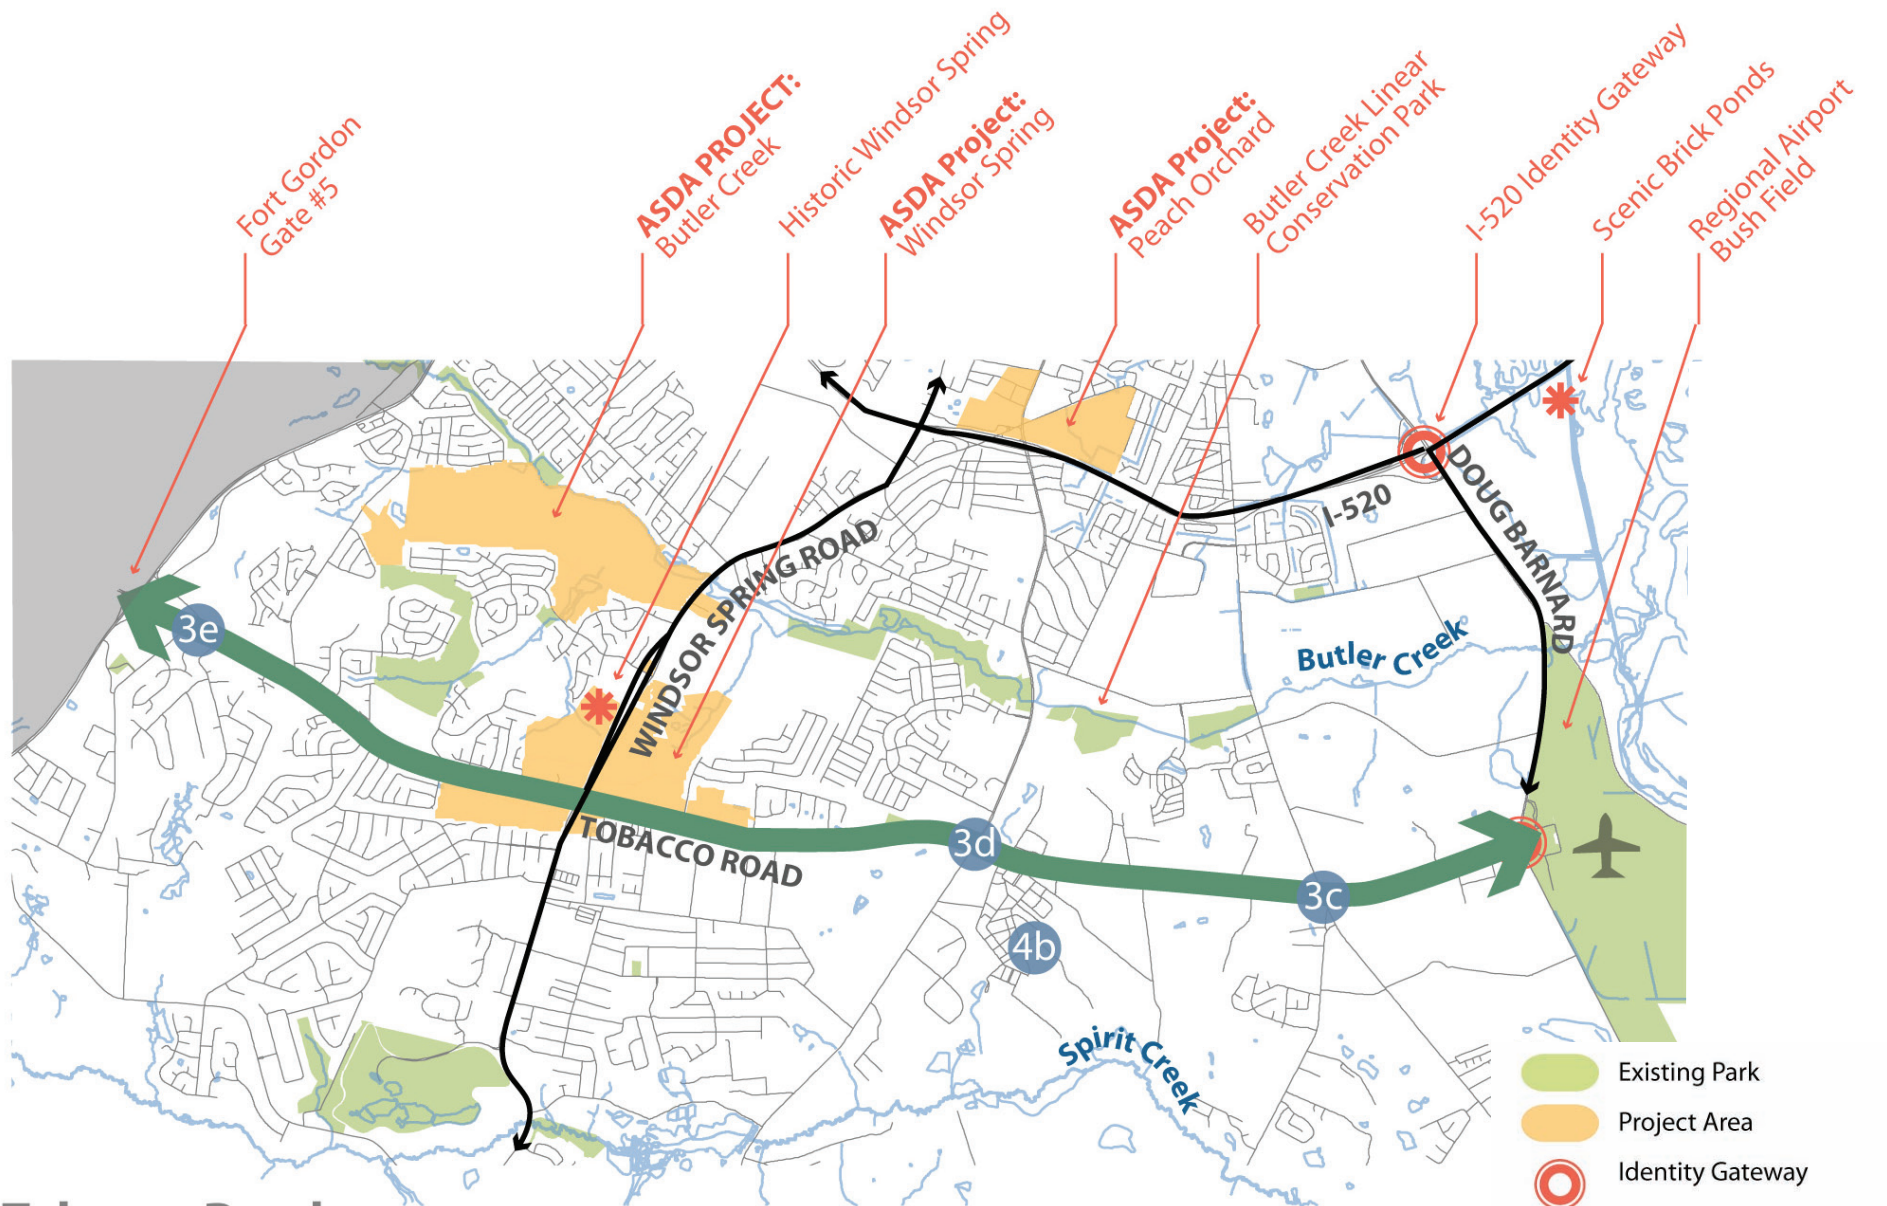 Fort Gordon
Gate #5
ASDA PROJECT:
Butler Creek
Historic Windsor Spring
ASDA Project:
Windsor Spring
ASDA Project:
Peach Orchard
Butler Creek Linear
Conservation Park
I-520 Identity Gateway
Scenic Brick Ponds
Regional Airport
Bush Field
DOUG BARNARD
I-520
WINDSOR SPRING ROAD
3e
Butler Creek
TOBACCO ROAD
3d
3c
4b
Spirit Creek
Existing Park
Project Area
Identity Gateway